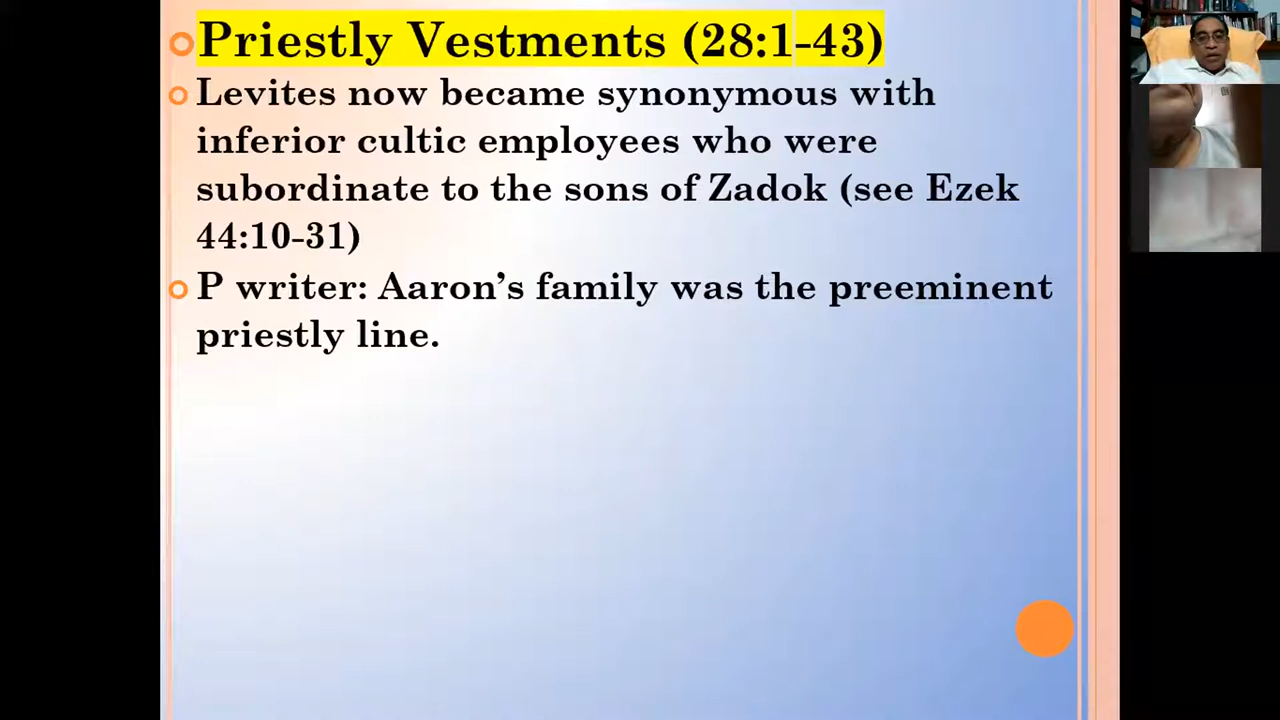 Priestly Vestments (28:1-43)
Levites now became synonymous with
inferior cultic employees who were
subordinate to the sons of Zadok (see Ezek
44:10-31)
P writer: Aaron's family was the preeminent
priestly line.